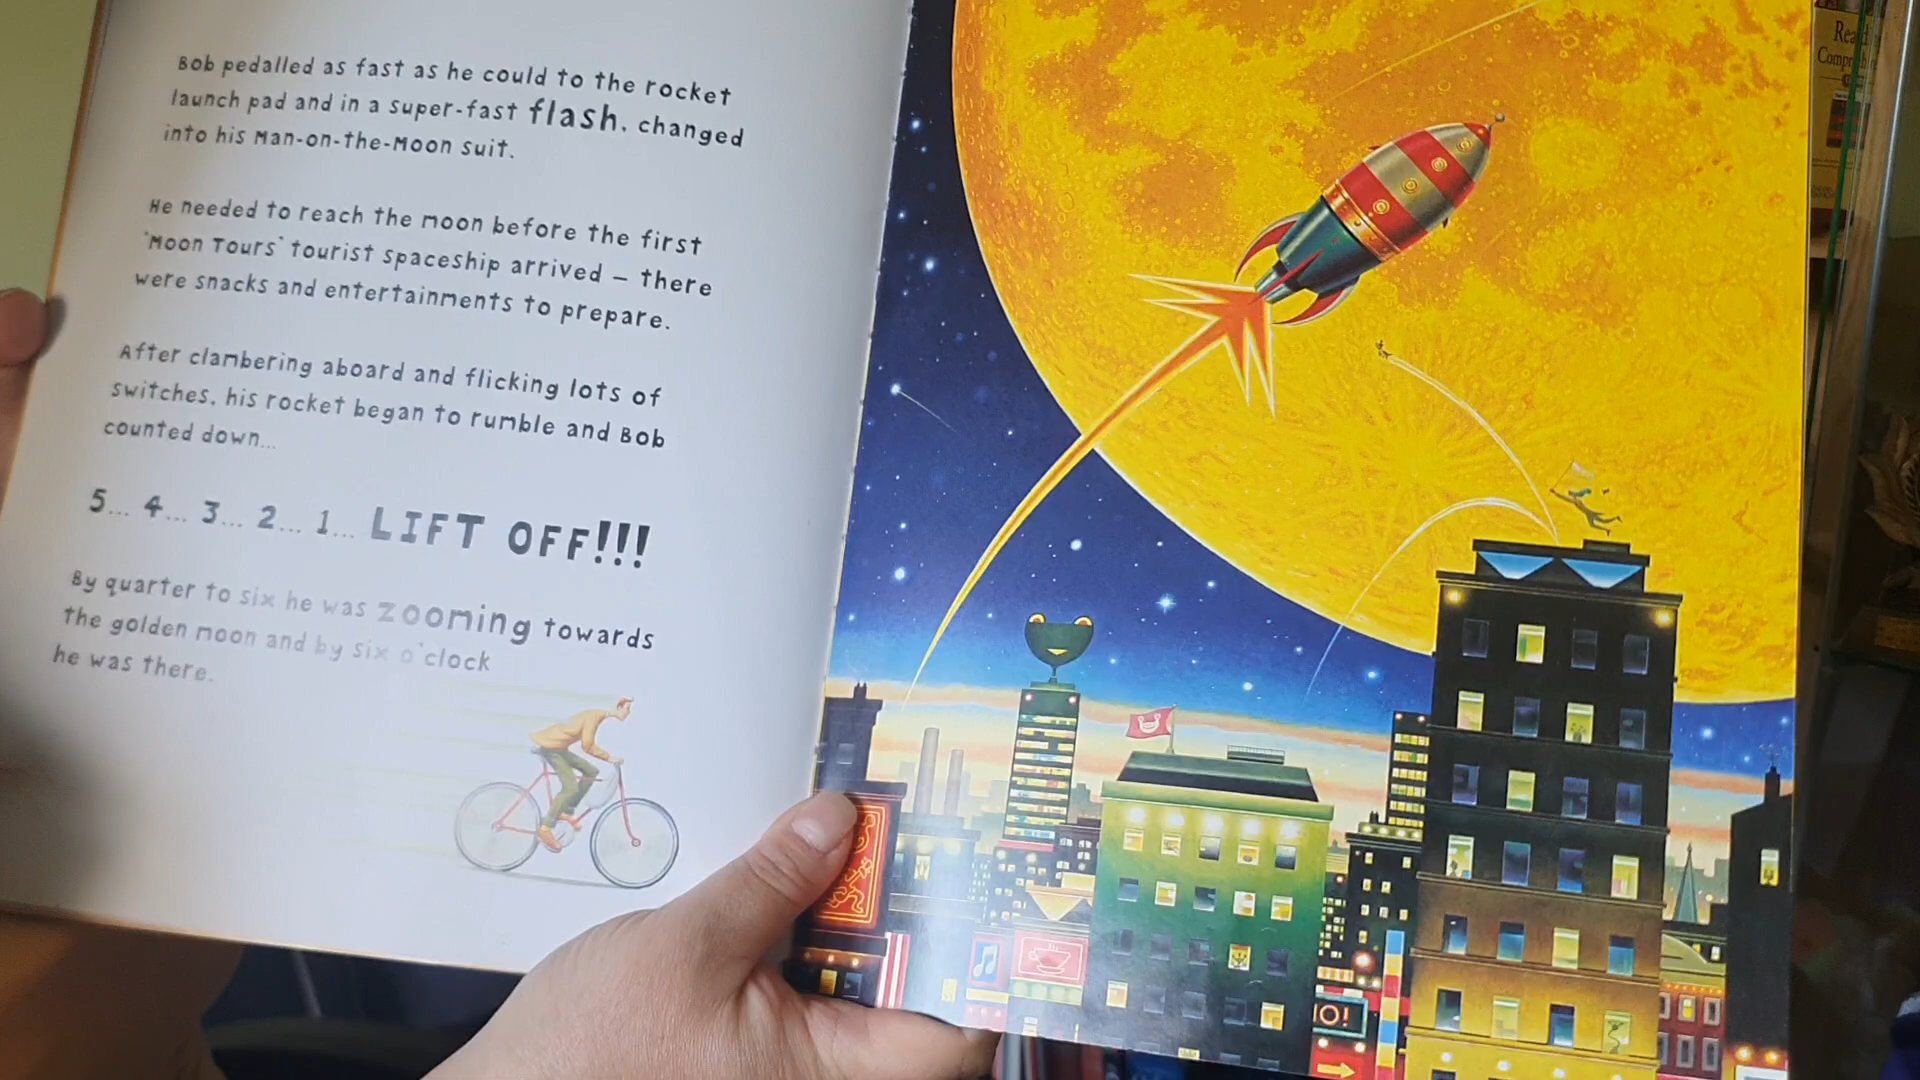 Bob pedalled as fast as he could to the rocket
launch pad and in a super-fast flash, changed
into his Man-on-the-Moon suit.
He needed to reach the moon before the first
'Moon Tours' tourist spaceship arrived – there
were snacks and entertainments to prepare.
After clambering aboard and flicking lots of
switches, his rocket began to rumble and Bob
counted down...
5... 4... 3... 2... 1... LIFT OFF!!!
By quarter to six he was zooming towards
the golden moon and by six o'clock
he was there.
IO!